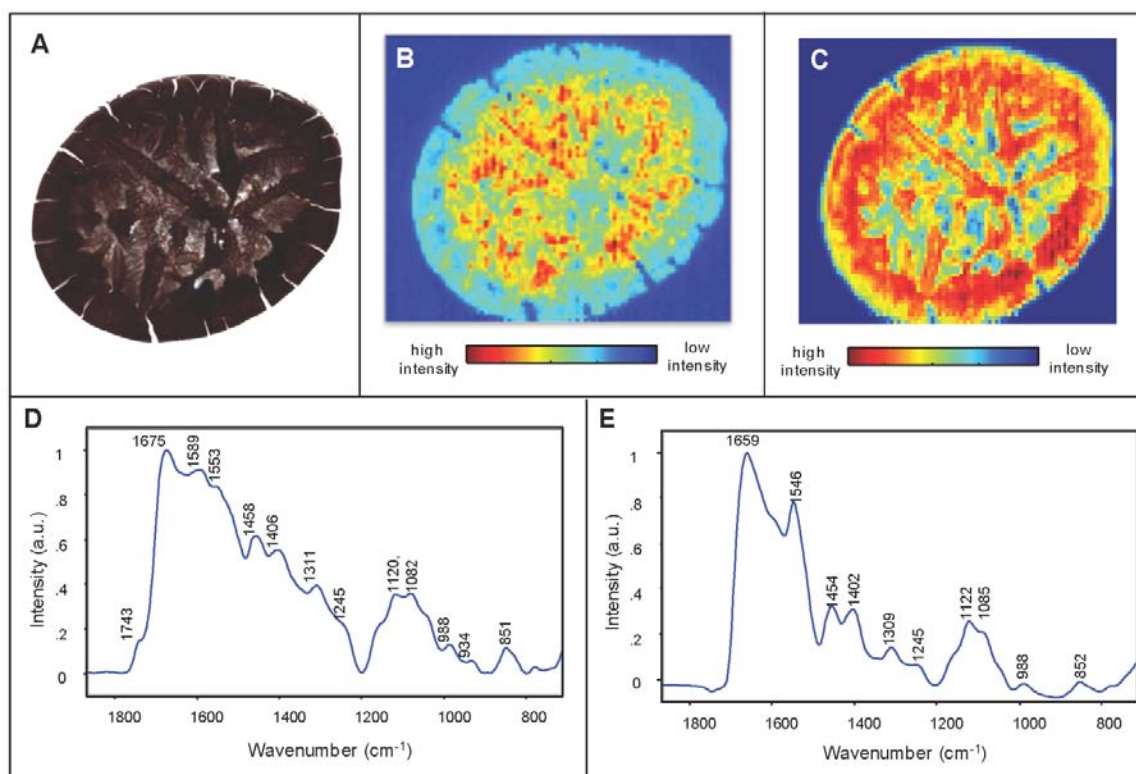 A
B
C
high intensity
low intensity
high intensity
low intensity
D
1675
1589
1553
1458
1406
1311
1245
1120,
1082
988
934
851
1743
1
.8
.6
.4
.2
0
Intensity (a.u.)
1800 1600 1400 1200 1000 800
Wavenumber (cm⁻¹)
E
1659
1546
1454
1402
1309
1245
1122
1085
988
852
1
.8
.6
.4
.2
0
Intensity (a.u.)
1800 1600 1400 1200 1000 800
Wavenumber (cm⁻¹)